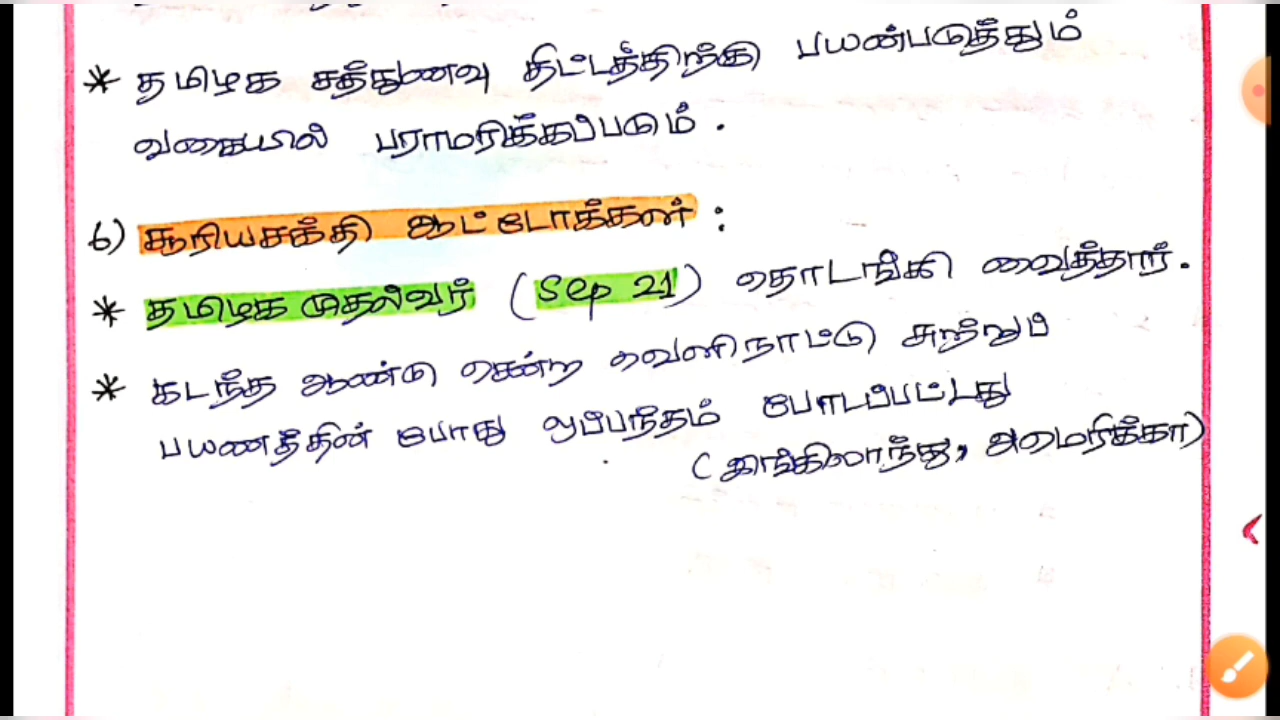 * தமிழக சத்துணவு திட்டத்திற்கு பயன்படுத்தும்
வகையில் பராமரிக்கப்படும்.
6) சூரியசக்தி ஆட்டோக்கள் :
* தமிழக முதல்வர் (Sep 21) தொடங்கி வைத்தார்.
* கடந்த ஆண்டு சென்ற வெளிநாட்டு சுற்றுப்
பயணத்தின் போது ஒப்பந்தம் போடப்பட்டது
(இங்கிலாந்து, அமெரிக்கா)